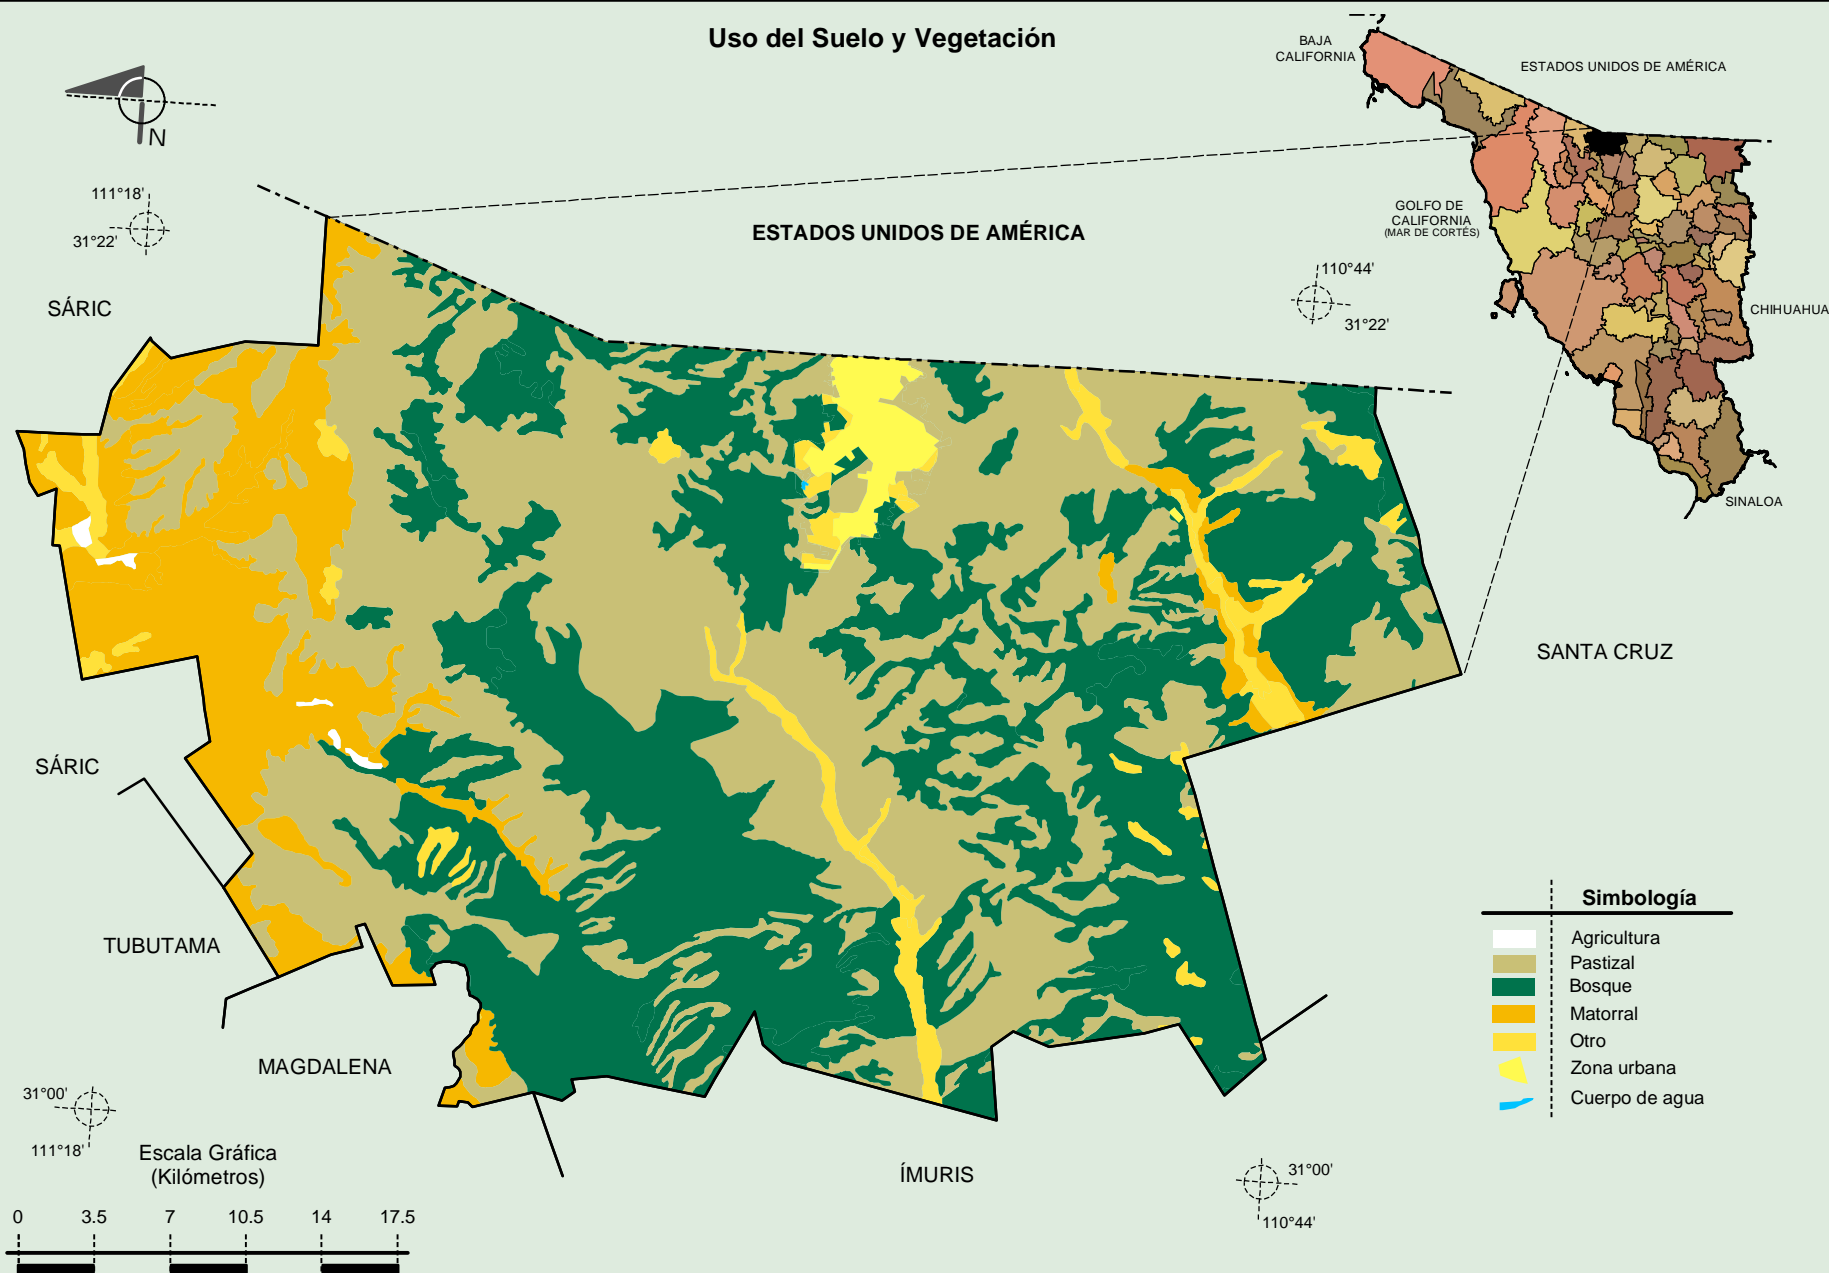 Uso del Suelo y Vegetación
BAJA
CALIFORNIA
ESTADOS UNIDOS DE AMÉRICA
N
111°18'
31°22'
GOLFO DE
CALIFORNIA
(MAR DE CORTÉS)
ESTADOS UNIDOS DE AMÉRICA
110°44'
31°22'
SÁRIC
CHIHUAHUA
SINALOA
SANTA CRUZ
SÁRIC
TUBUTAMA
MAGDALENA
ÍMURIS
Simbología
Agricultura
Pastizal
Bosque
Matorral
Otro
Zona urbana
Cuerpo de agua
31°00'
111°18'
31°00'
110°44'
Escala Gráfica
(Kilómetros)
0 3.5 7 10.5 14 17.5